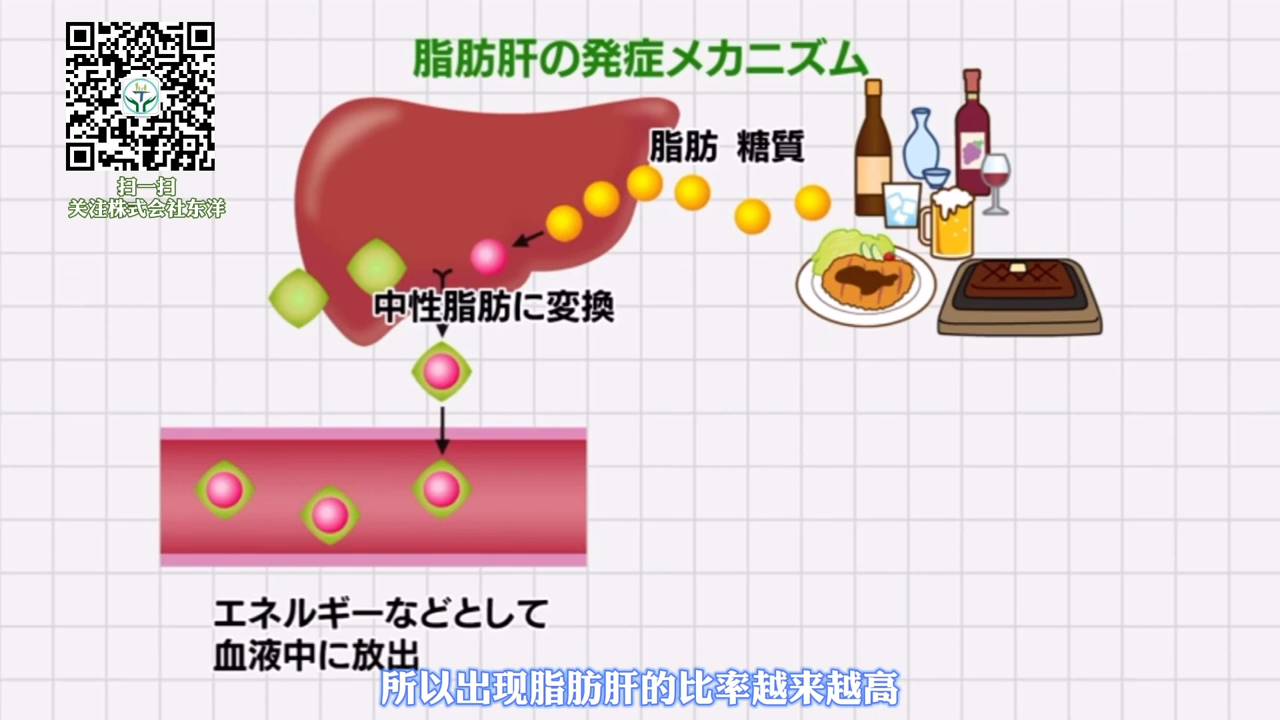 脂肪肝の発症メカニズム
脂肪 糖質
扫一扫
关注株式会社东洋
中性脂肪に変換
エネルギーなどとして
血液中に放出
所以出现脂肪肝的比率越来越高